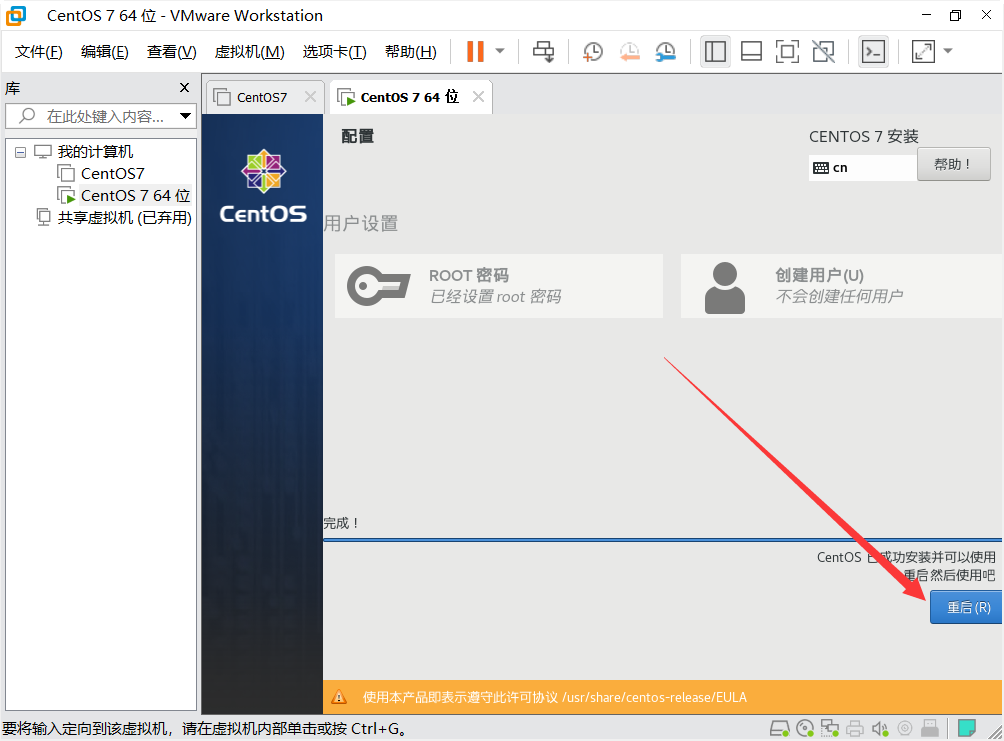 CentOS 7 64 位 - VMware Workstation
文件(F) 编辑(E) 查看(V) 虚拟机(M) 选项卡(T) 帮助(H)
库
在此处键入内容...
我的计算机
CentOS7
CentOS 7 64 位
共享虚拟机 (已弃用)
CentOS7
CentOS 7 64 位
CentOS
配置
CENTOS 7 安装
cn
帮助！
用户设置
ROOT 密码
已经设置 root 密码
创建用户(U)
不会创建任何用户
完成！
CentOS 已成功安装并可以使用
重启然后使用吧
重启(R)
使用本产品即表示遵守此许可协议 /usr/share/centos-release/EULA
要将输入定向到该虚拟机，请在虚拟机内部单击或按 Ctrl+G。